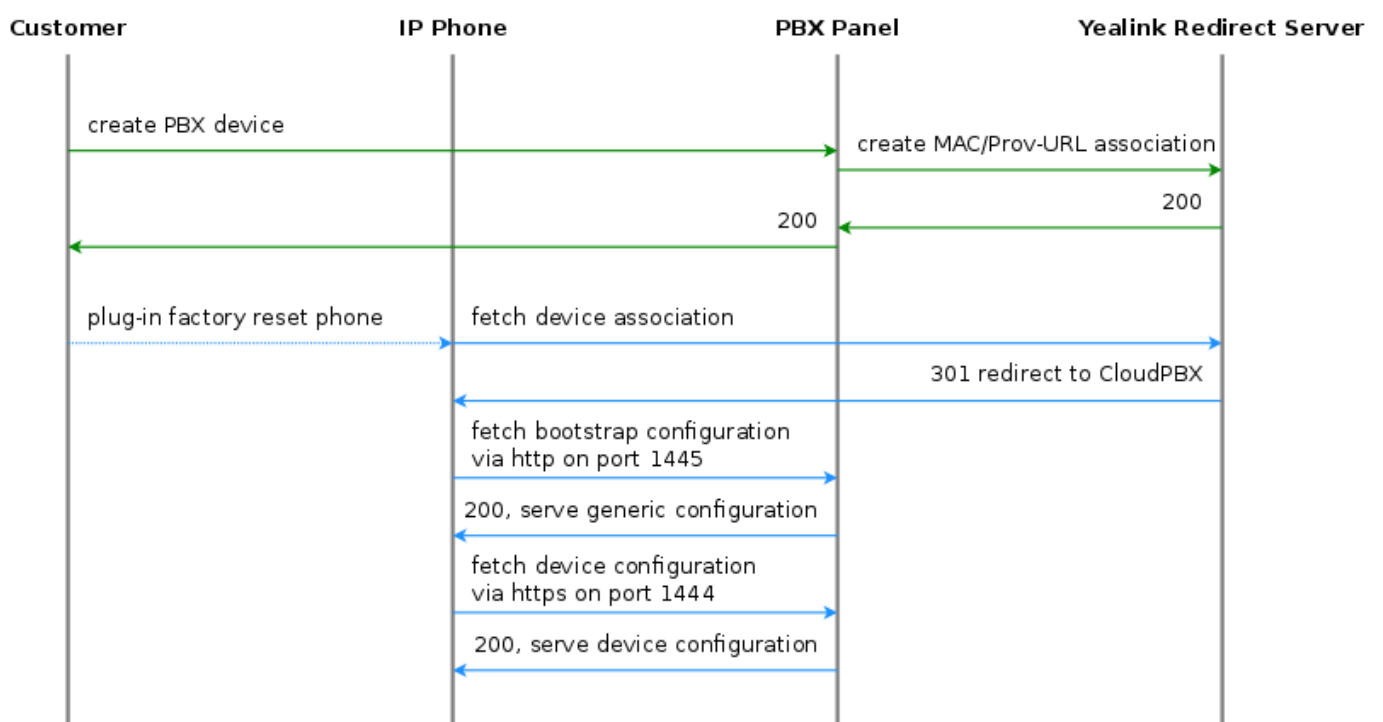 Customer
IP Phone
PBX Panel
Yealink Redirect Server
create PBX device
create MAC/Prov-URL association
200
200
plug-in factory reset phone
fetch device association
301 redirect to CloudPBX
fetch bootstrap configuration
via http on port 1445
200, serve generic configuration
fetch device configuration
via https on port 1444
200, serve device configuration